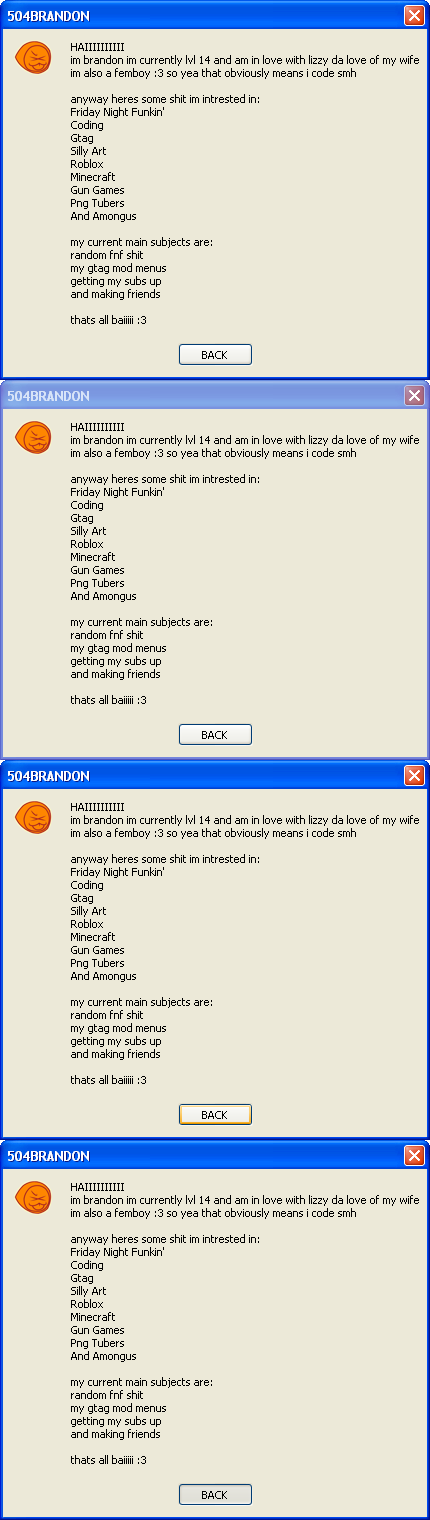 504BRANDON
HAIIIIIIIIII
im brandon im currently lvl 14 and am in love with lizzy da love of my wife
im also a femboy :3 so yea that obviously means i code smh
anyway heres some shit im intrested in:
Friday Night Funkin'
Coding
Gtag
Silly Art
Roblox
Minecraft
Gun Games
Png Tubers
And Amongus
my current main subjects are:
random fnf shit
my gtag mod menus
getting my subs up
and making friends
thats all baiiiii :3
BACK
504BRANDON
HAIIIIIIIIII
im brandon im currently lvl 14 and am in love with lizzy da love of my wife
im also a femboy :3 so yea that obviously means i code smh
anyway heres some shit im intrested in:
Friday Night Funkin'
Coding
Gtag
Silly Art
Roblox
Minecraft
Gun Games
Png Tubers
And Amongus
my current main subjects are:
random fnf shit
my gtag mod menus
getting my subs up
and making friends
thats all baiiiii :3
BACK
504BRANDON
HAIIIIIIIIII
im brandon im currently lvl 14 and am in love with lizzy da love of my wife
im also a femboy :3 so yea that obviously means i code smh
anyway heres some shit im intrested in:
Friday Night Funkin'
Coding
Gtag
Silly Art
Roblox
Minecraft
Gun Games
Png Tubers
And Amongus
my current main subjects are:
random fnf shit
my gtag mod menus
getting my subs up
and making friends
thats all baiiiii :3
BACK
504BRANDON
HAIIIIIIIIII
im brandon im currently lvl 14 and am in love with lizzy da love of my wife
im also a femboy :3 so yea that obviously means i code smh
anyway heres some shit im intrested in:
Friday Night Funkin'
Coding
Gtag
Silly Art
Roblox
Minecraft
Gun Games
Png Tubers
And Amongus
my current main subjects are:
random fnf shit
my gtag mod menus
getting my subs up
and making friends
thats all baiiiii :3
BACK